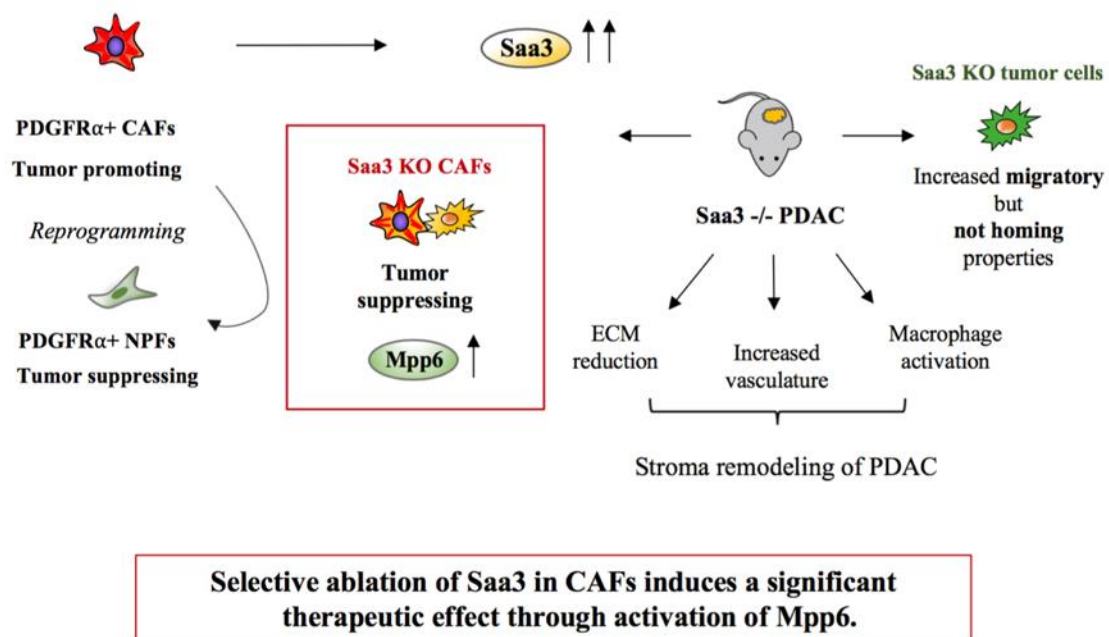 Saa3
PDGFRα+ CAFs
Tumor promoting
Reprogramming
PDGFRα+ NPFs
Tumor suppressing
Saa3 KO CAFs
Tumor
suppressing
Mpp6
Saa3 -/- PDAC
Saa3 KO tumor cells
Increased migratory
but
not homing
properties
ECM
reduction
Increased
vasculature
Macrophage
activation
Stroma remodeling of PDAC
Selective ablation of Saa3 in CAFs induces a significant
therapeutic effect through activation of Mpp6.